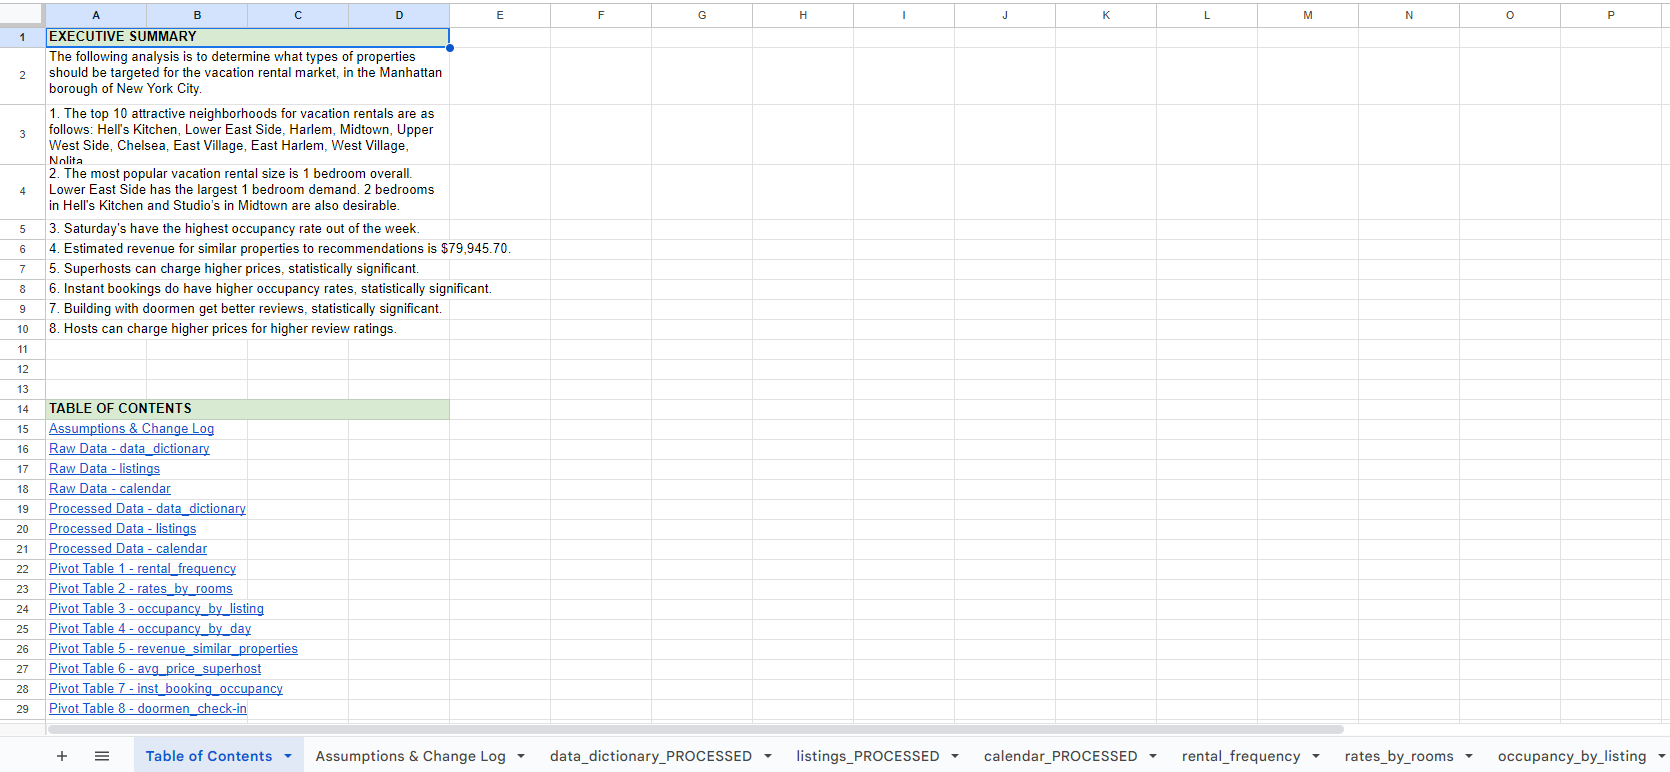 A B C D E F G H I J K L M N O P
1 EXECUTIVE SUMMARY
The following analysis is to determine what types of properties
2 should be targeted for the vacation rental market, in the Manhattan
borough of New York City.
1. The top 10 attractive neighborhoods for vacation rentals are as
3 follows: Hell's Kitchen, Lower East Side, Harlem, Midtown, Upper
West Side, Chelsea, East Village, East Harlem, West Village,
Nolita
2. The most popular vacation rental size is 1 bedroom overall.
4 Lower East Side has the largest 1 bedroom demand. 2 bedrooms
in Hell's Kitchen and Studio's in Midtown are also desirable.
5 3. Saturday's have the highest occupancy rate out of the week.
6 4. Estimated revenue for similar properties to recommendations is $79,945.70.
7 5. Superhosts can charge higher prices, statistically significant.
8 6. Instant bookings do have higher occupancy rates, statistically significant.
9 7. Building with doormen get better reviews, statistically significant.
10 8. Hosts can charge higher prices for higher review ratings.
11
12
13
14 TABLE OF CONTENTS
15 Assumptions & Change Log
16 Raw Data - data_dictionary
17 Raw Data - listings
18 Raw Data - calendar
19 Processed Data - data_dictionary
20 Processed Data - listings
21 Processed Data - calendar
22 Pivot Table 1 - rental_frequency
23 Pivot Table 2 - rates_by_rooms
24 Pivot Table 3 - occupancy_by_listing
25 Pivot Table 4 - occupancy_by_day
26 Pivot Table 5 - revenue_similar_properties
27 Pivot Table 6 - avg_price_superhost
28 Pivot Table 7 - inst_booking_occupancy
29 Pivot Table 8 - doormen_check-in
Table of Contents Assumptions & Change Log data_dictionary_PROCESSED listings_PROCESSED calendar_PROCESSED rental_frequency rates_by_rooms occupancy_by_listing